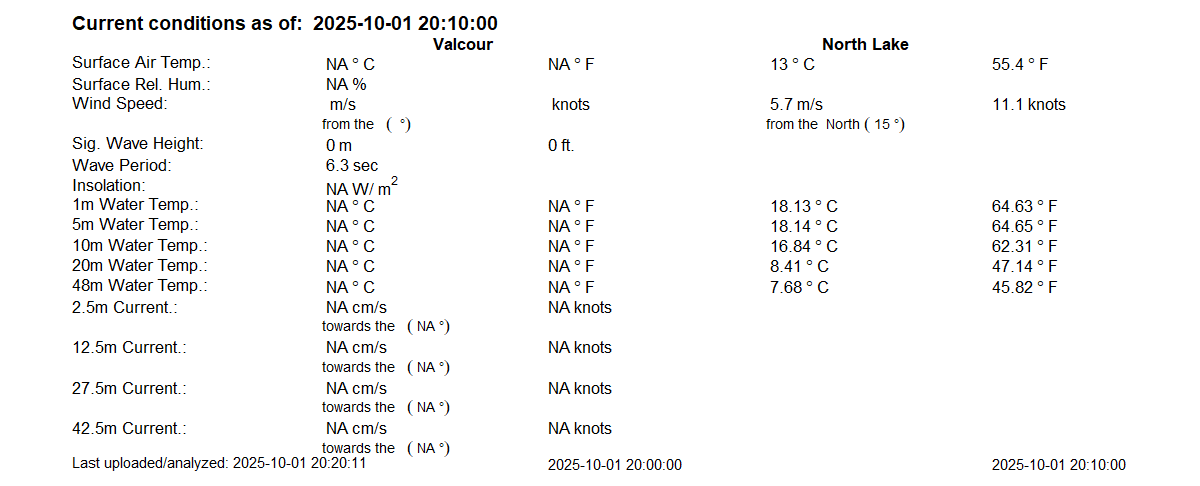 Current conditions as of: 2025-10-01 20:10:00
Valcour North Lake
Surface Air Temp.: NA ° C NA ° F 13 ° C 55.4 ° F
Surface Rel. Hum.: NA %
Wind Speed: m/s knots 5.7 m/s 11.1 knots
from the ( °) from the North ( 15 °)
Sig. Wave Height: 0 m 0 ft.
Wave Period: 6.3 sec
Insolation: NA W/ m2
1m Water Temp.: NA ° C NA ° F 18.13 ° C 64.63 ° F
5m Water Temp.: NA ° C NA ° F 18.14 ° C 64.65 ° F
10m Water Temp.: NA ° C NA ° F 16.84 ° C 62.31 ° F
20m Water Temp.: NA ° C NA ° F 8.41 ° C 47.14 ° F
48m Water Temp.: NA ° C NA ° F 7.68 ° C 45.82 ° F
2.5m Current.: NA cm/s NA knots
towards the ( NA °)
12.5m Current.: NA cm/s NA knots
towards the ( NA °)
27.5m Current.: NA cm/s NA knots
towards the ( NA °)
42.5m Current.: NA cm/s NA knots
towards the ( NA °)
Last uploaded/analyzed: 2025-10-01 20:20:11 2025-10-01 20:00:00 2025-10-01 20:10:00